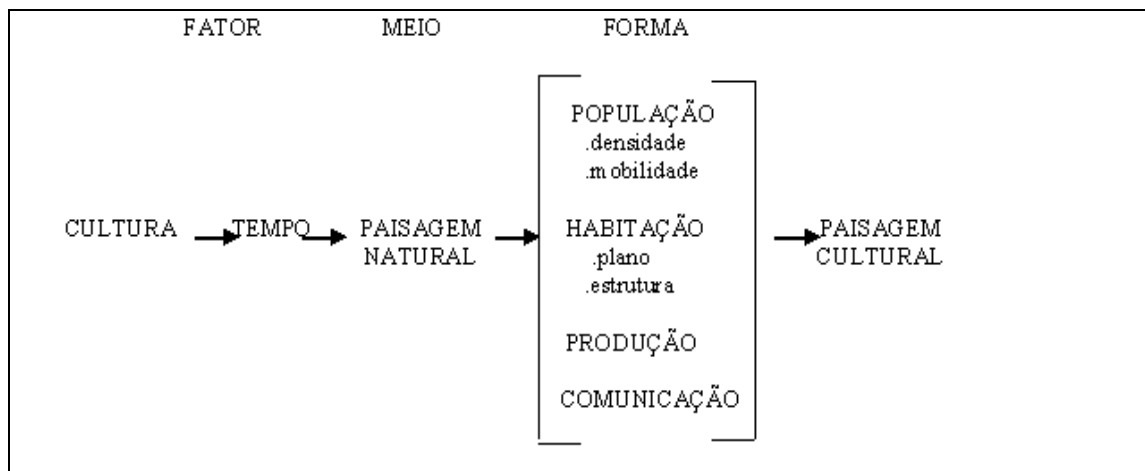 FATOR MEIO FORMA
POPULAÇÃO
.densidade
.mobilidade
CULTURA TEMPO PAISAGEM NATURAL HABITAÇÃO PAISAGEM CULTURAL
.plano
.estrutura
PRODUÇÃO
COMUNICAÇÃO